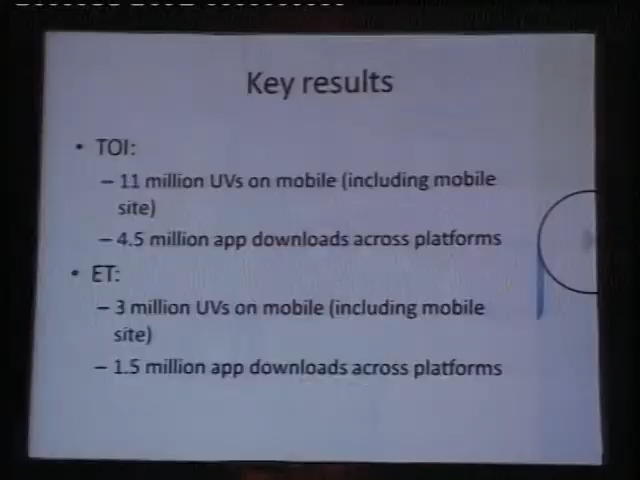 Key results
• TOI:
– 11 million UVs on mobile (including mobile
site)
– 4.5 million app downloads across platforms
• ET:
– 3 million UVs on mobile (including mobile
site)
– 1.5 million app downloads across platforms